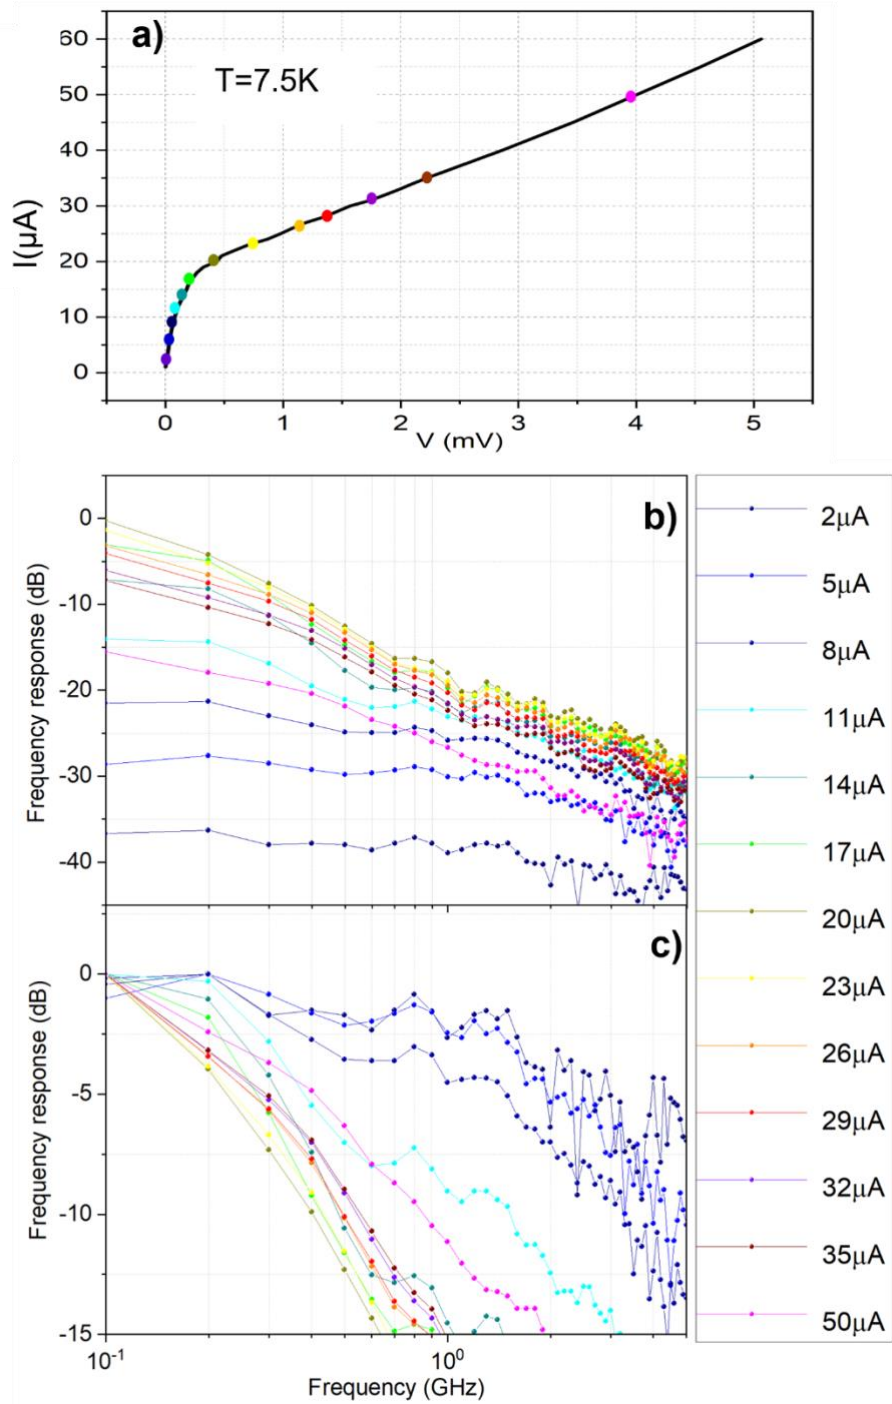 a)
T=7.5K
I(μA)
60
50
40
30
20
10
0
0 1 2 3 4 5
V (mV)
b)
Frequency response (dB)
0
-10
-20
-30
-40
c)
Frequency response (dB)
0
-5
-10
-15
10-1 100
Frequency (GHz)
2μA
5μA
8μA
11μA
14μA
17μA
20μA
23μA
26μA
29μA
32μA
35μA
50μA